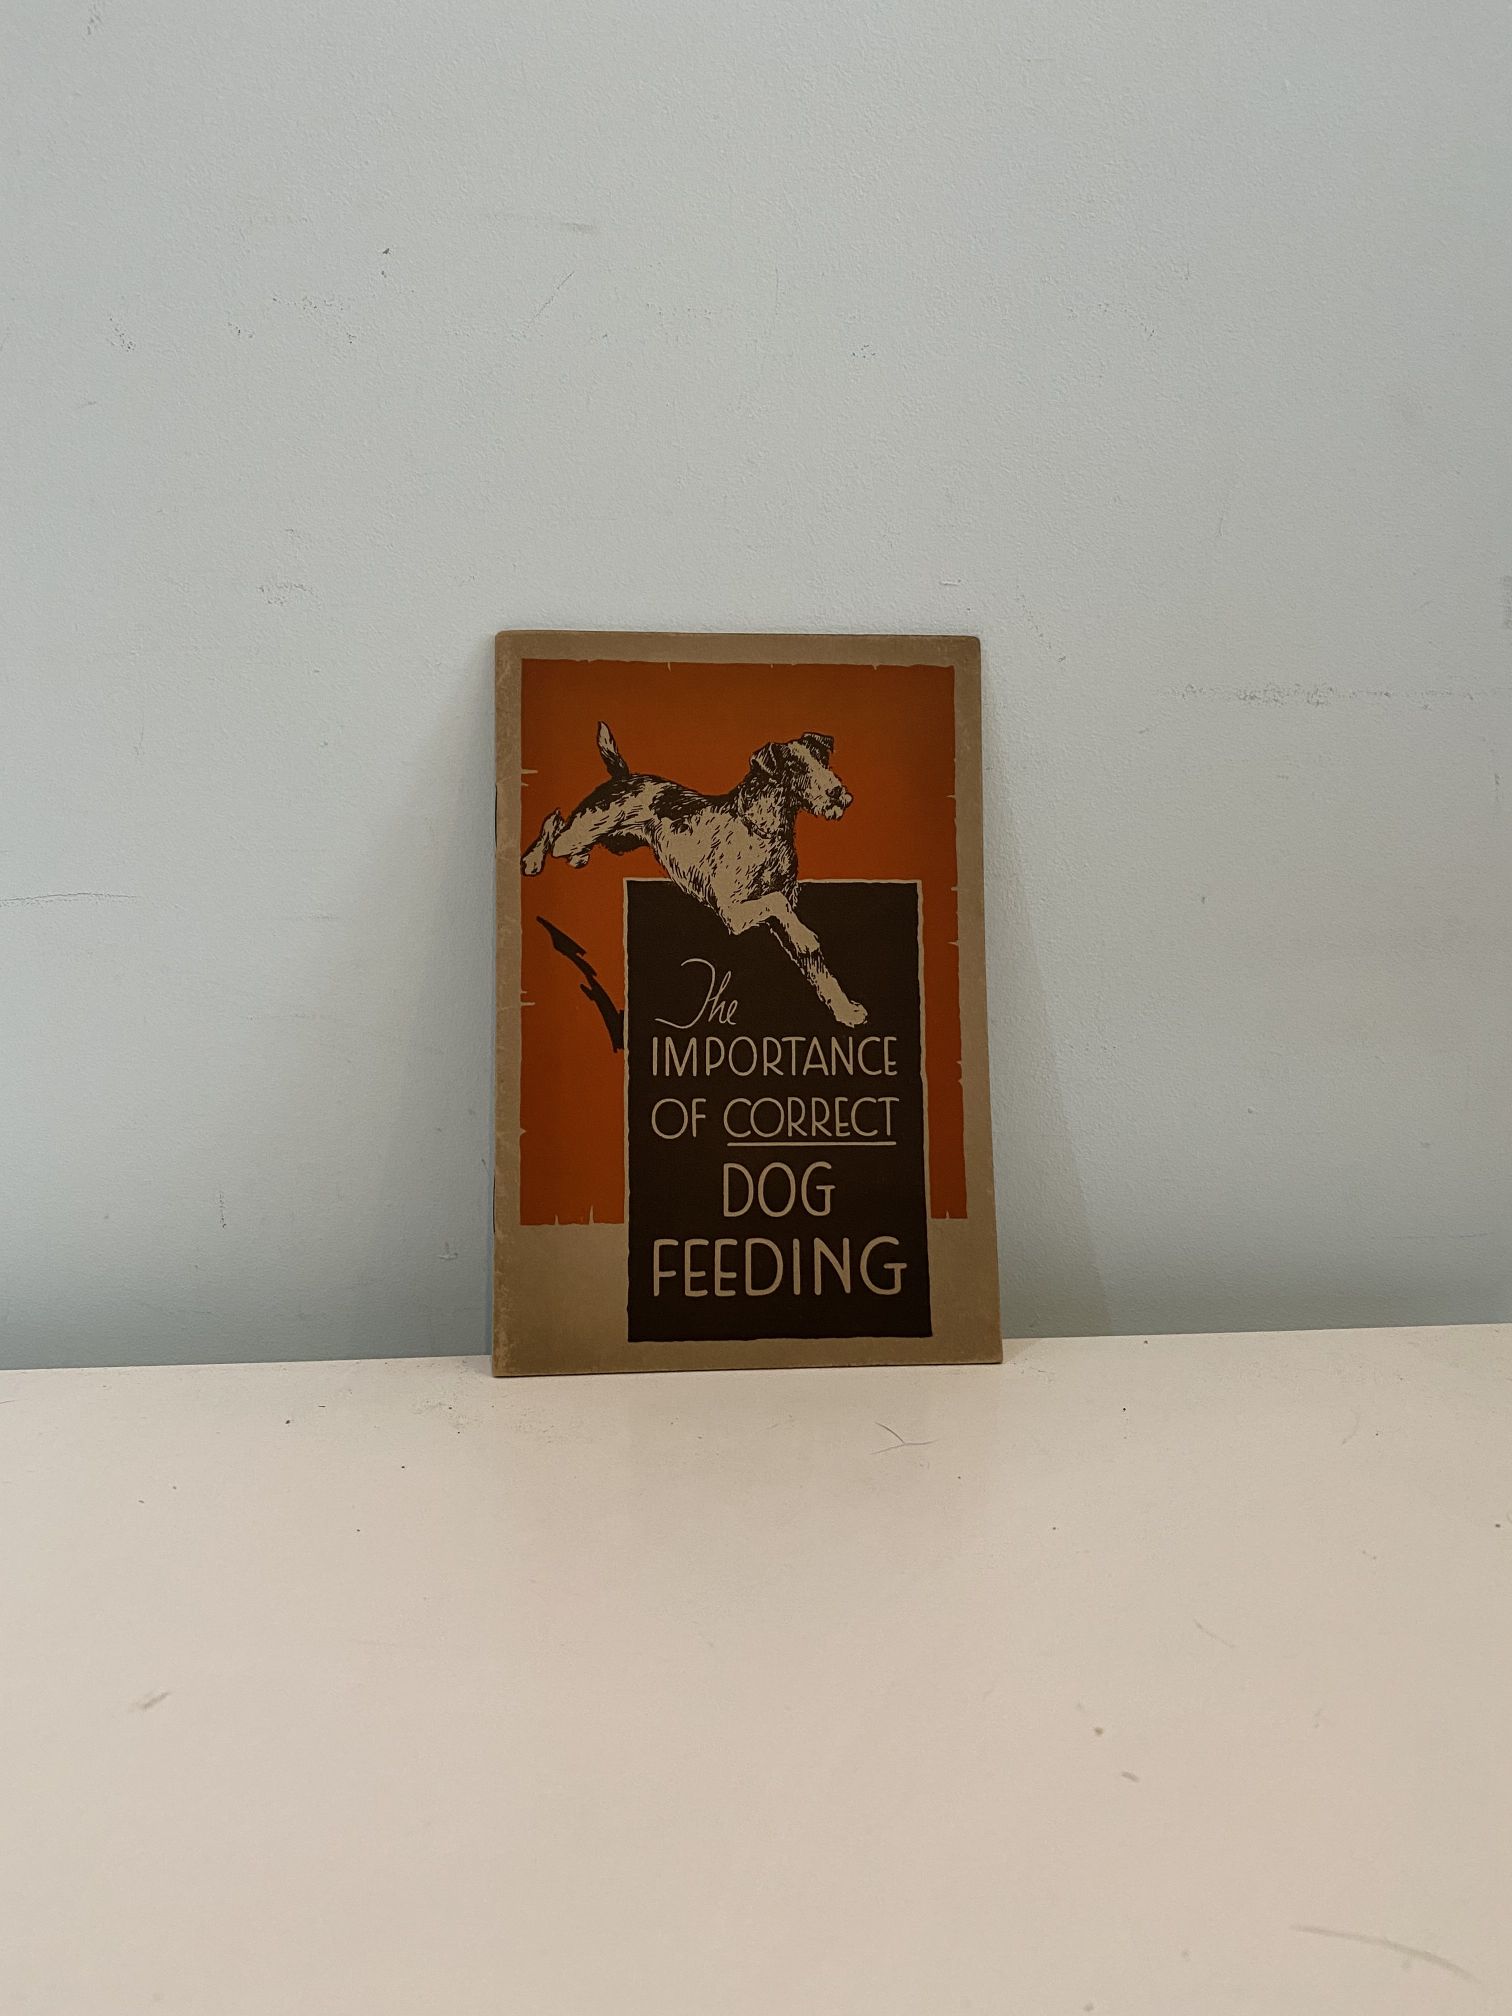 The
IMPORTANCE
OF CORRECT
DOG
FEEDING